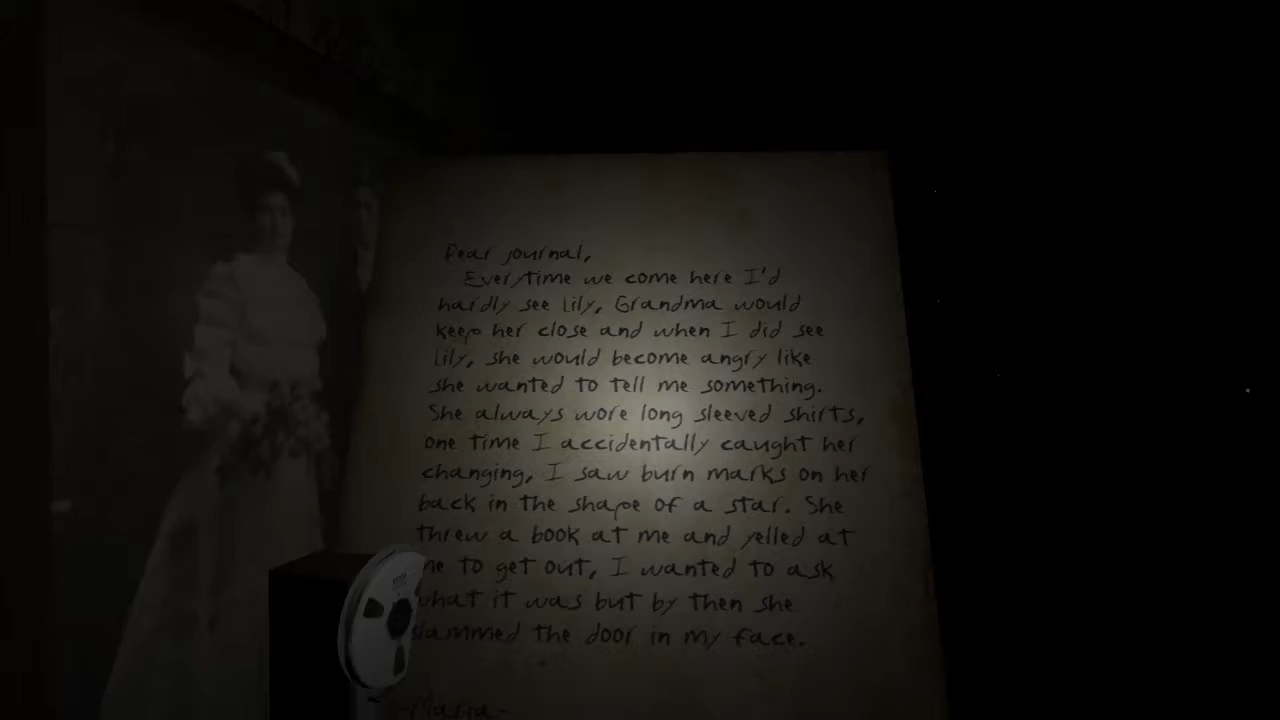 Dear journal,
Everytime we come here I'd
hardly see Lily, Grandma would
keep her close and when I did see
Lily, she would become angry like
she wanted to tell me something.
She always wore long sleeved shirts,
one time I accidentally caught her
changing, I saw burn marks on her
back in the shape of a star. She
threw a book at me and yelled at
me to get out, I wanted to ask
what it was but by then she
slammed the door in my face.
-Maria-